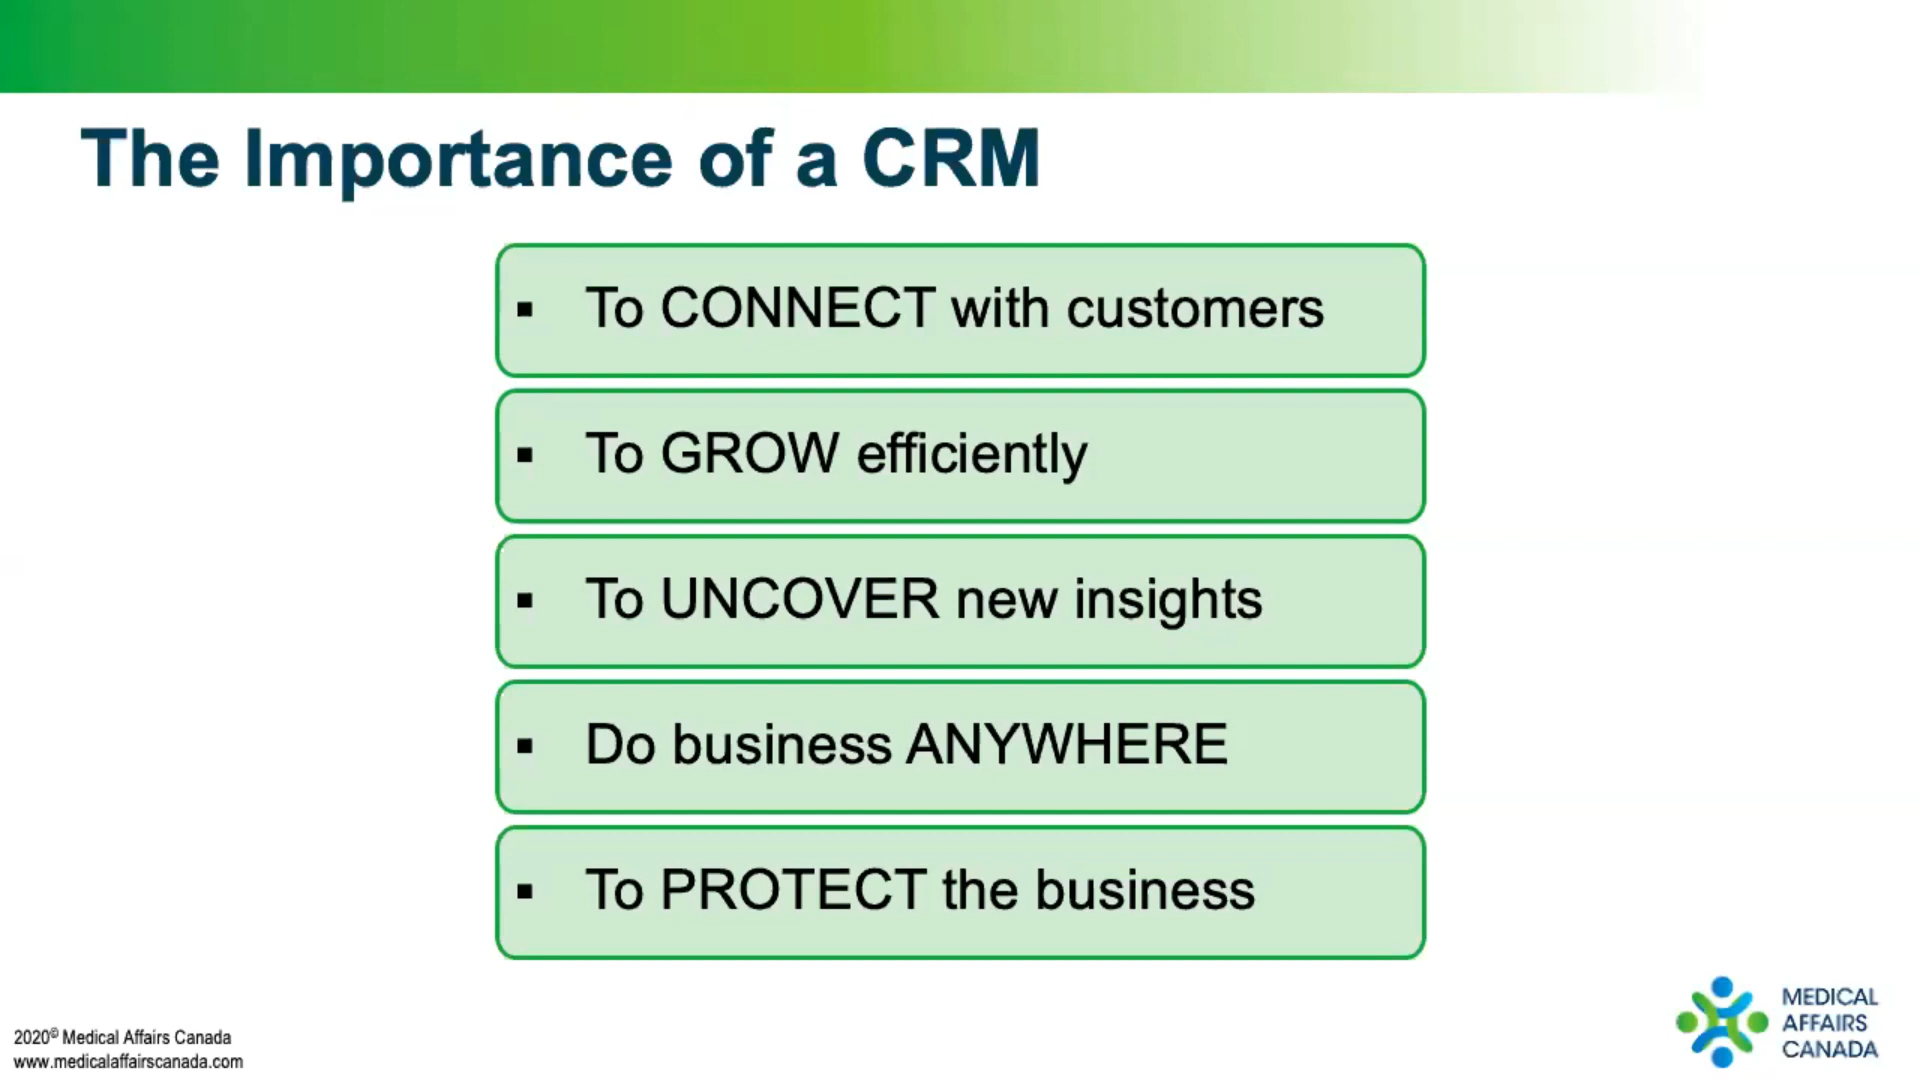 The Importance of a CRM
▪ To CONNECT with customers
▪ To GROW efficiently
▪ To UNCOVER new insights
▪ Do business ANYWHERE
▪ To PROTECT the business
2020© Medical Affairs Canada
www.medicalaffairscanada.com
MEDICAL
AFFAIRS
CANADA